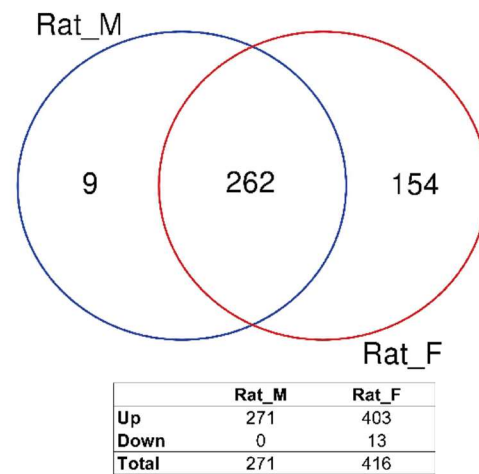 Rat_M
9 262 154
Rat_F
Rat_M Rat_F
Up 271 403
Down 0 13
Total 271 416